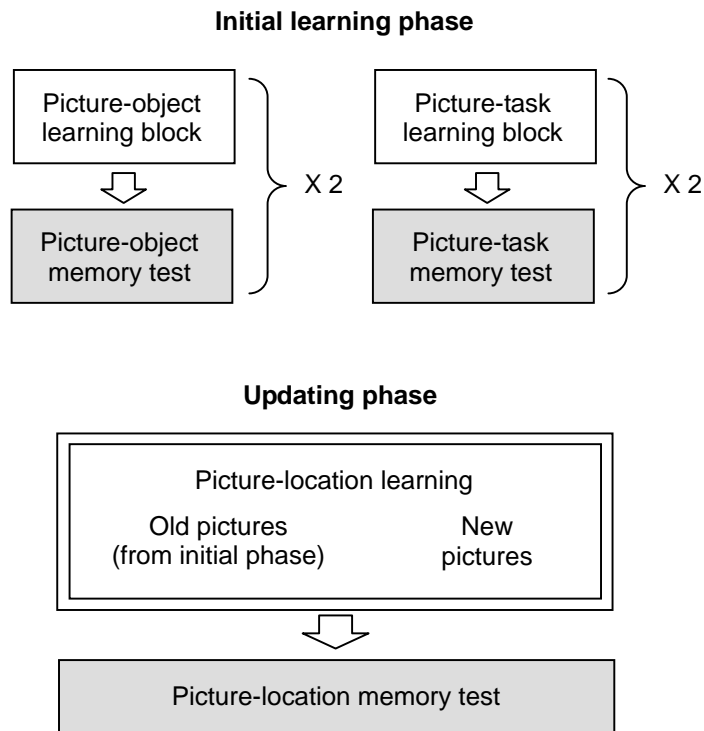 Initial learning phase
Picture-object
learning block
X 2
Picture-object
memory test
Picture-task
learning block
X 2
Picture-task
memory test
Updating phase
Picture-location learning
Old pictures
(from initial phase)
New
pictures
Picture-location memory test